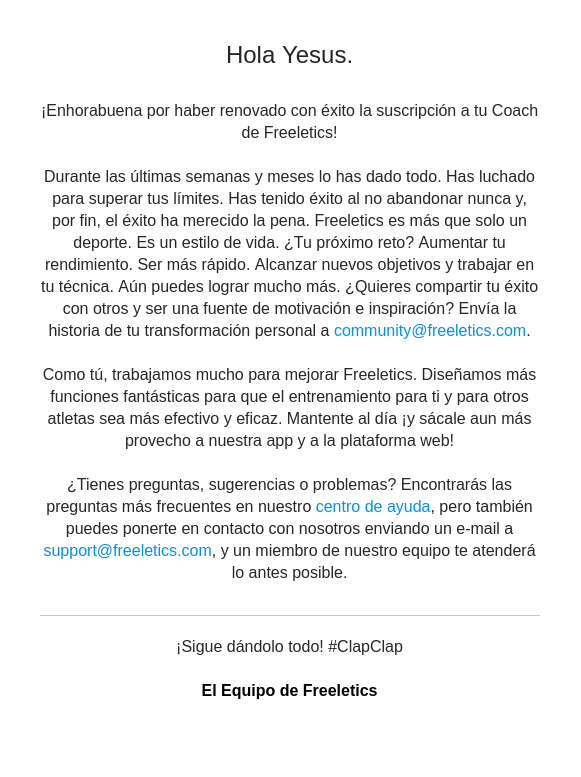 Hola Yesus.
¡Enhorabuena por haber renovado con éxito la suscripción a tu Coach
de Freeletics!
Durante las últimas semanas y meses lo has dado todo. Has luchado
para superar tus límites. Has tenido éxito al no abandonar nunca y,
por fin, el éxito ha merecido la pena. Freeletics es más que solo un
deporte. Es un estilo de vida. ¿Tu próximo reto? Aumentar tu
rendimiento. Ser más rápido. Alcanzar nuevos objetivos y trabajar en
tu técnica. Aún puedes lograr mucho más. ¿Quieres compartir tu éxito
con otros y ser una fuente de motivación e inspiración? Envía la
historia de tu transformación personal a community@freeletics.com.
Como tú, trabajamos mucho para mejorar Freeletics. Diseñamos más
funciones fantásticas para que el entrenamiento para ti y para otros
atletas sea más efectivo y eficaz. Mantente al día ¡y sácale aun más
provecho a nuestra app y a la plataforma web!
¿Tienes preguntas, sugerencias o problemas? Encontrarás las
preguntas más frecuentes en nuestro centro de ayuda, pero también
puedes ponerte en contacto con nosotros enviando un e-mail a
support@freeletics.com, y un miembro de nuestro equipo te atenderá
lo antes posible.
¡Sigue dándolo todo! #ClapClap
El Equipo de Freeletics